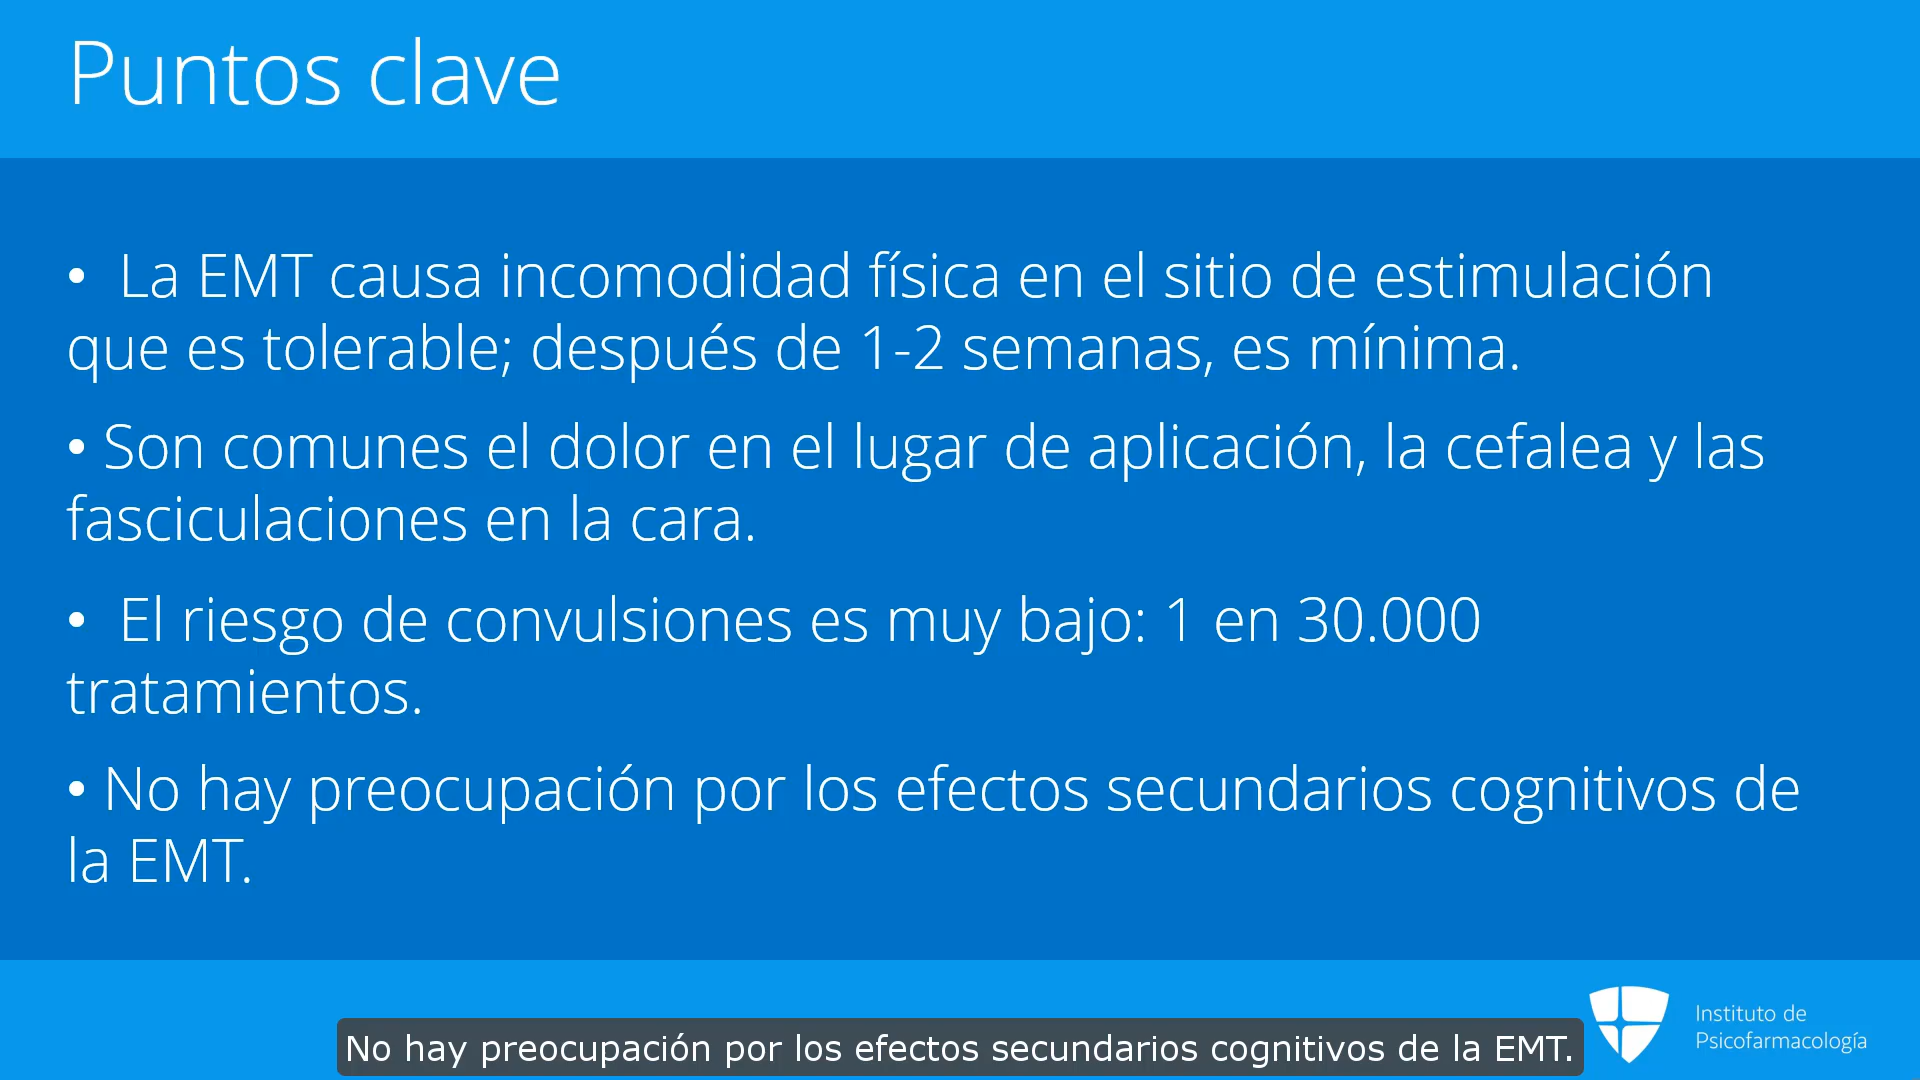 Puntos clave
• La EMT causa incomodidad física en el sitio de estimulación
que es tolerable; después de 1-2 semanas, es mínima.
• Son comunes el dolor en el lugar de aplicación, la cefalea y las
fasciculaciones en la cara.
• El riesgo de convulsiones es muy bajo: 1 en 30.000
tratamientos.
• No hay preocupación por los efectos secundarios cognitivos de
la EMT.
Instituto de
Psicofarmacología
No hay preocupación por los efectos secundarios cognitivos de la EMT.